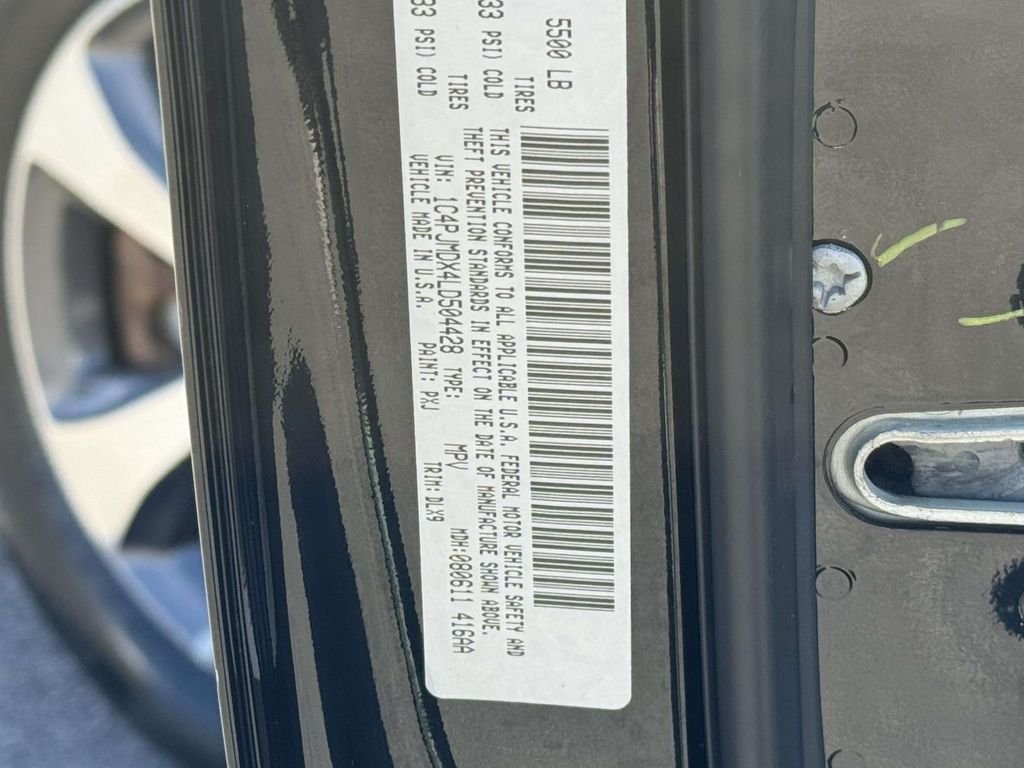 5500 LB
33 PSI) COLD
TIRES
33 PSI) COLD
TIRES
THIS VEHICLE CONFORMS TO ALL APPLICABLE U.S.A. FEDERAL MOTOR VEHICLE SAFETY AND
THEFT PREVENTION STANDARDS IN EFFECT ON THE DATE OF MANUFACTURE SHOWN ABOVE.
VIN: 1C4PJMDX4LD504428 TYPE: MPV MDH:080611 416AA
VEHICLE MADE IN U.S.A. PAINT: PXJ TRIM:DLX9